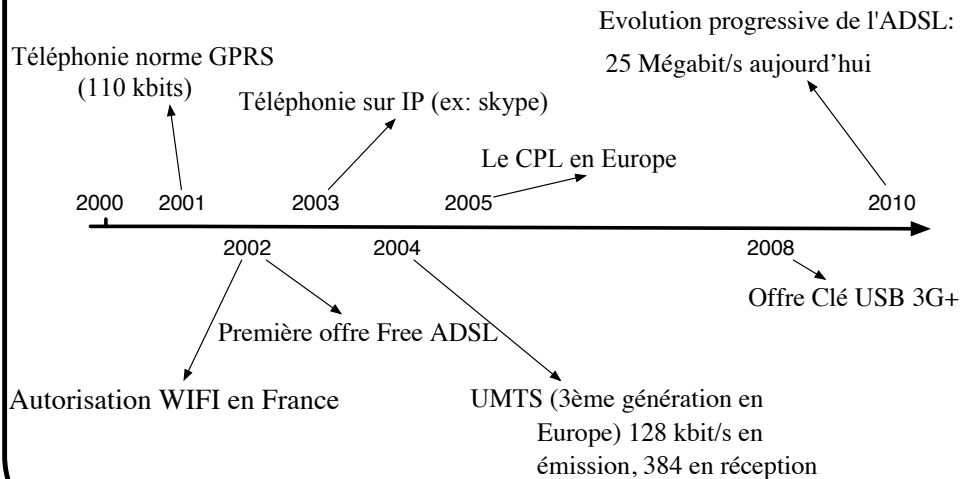 Evolution progressive de l'ADSL:
25 Mégabit/s aujourd’hui
Téléphonie norme GPRS
(110 kbits)
Téléphonie sur IP (ex: skype)
Le CPL en Europe
2000
2001
2003
2005
2010
2002
2004
2008
Offre Clé USB 3G+
Première offre Free ADSL
Autorisation WIFI en France
UMTS (3ème génération en
Europe) 128 kbit/s en
émission, 384 en réception